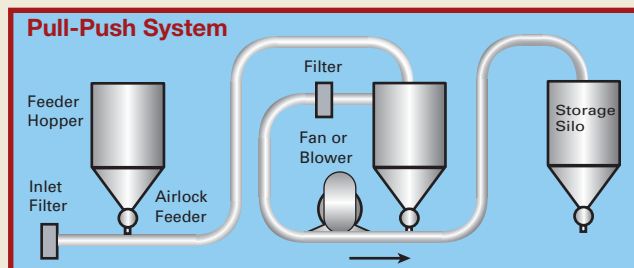 Pull-Push System
Feeder
Hopper
Inlet
Filter
Airlock
Feeder
Filter
Fan or
Blower
Storage
Silo